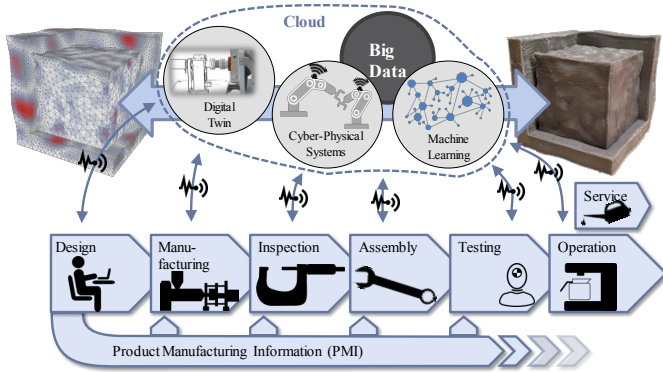 Cloud
Big
Data
Digital
Twin
Cyber-Physical
Systems
Machine
Learning
Service
Design
Manu-
facturing
Inspection
Assembly
Testing
Operation
Product Manufacturing Information (PMI)